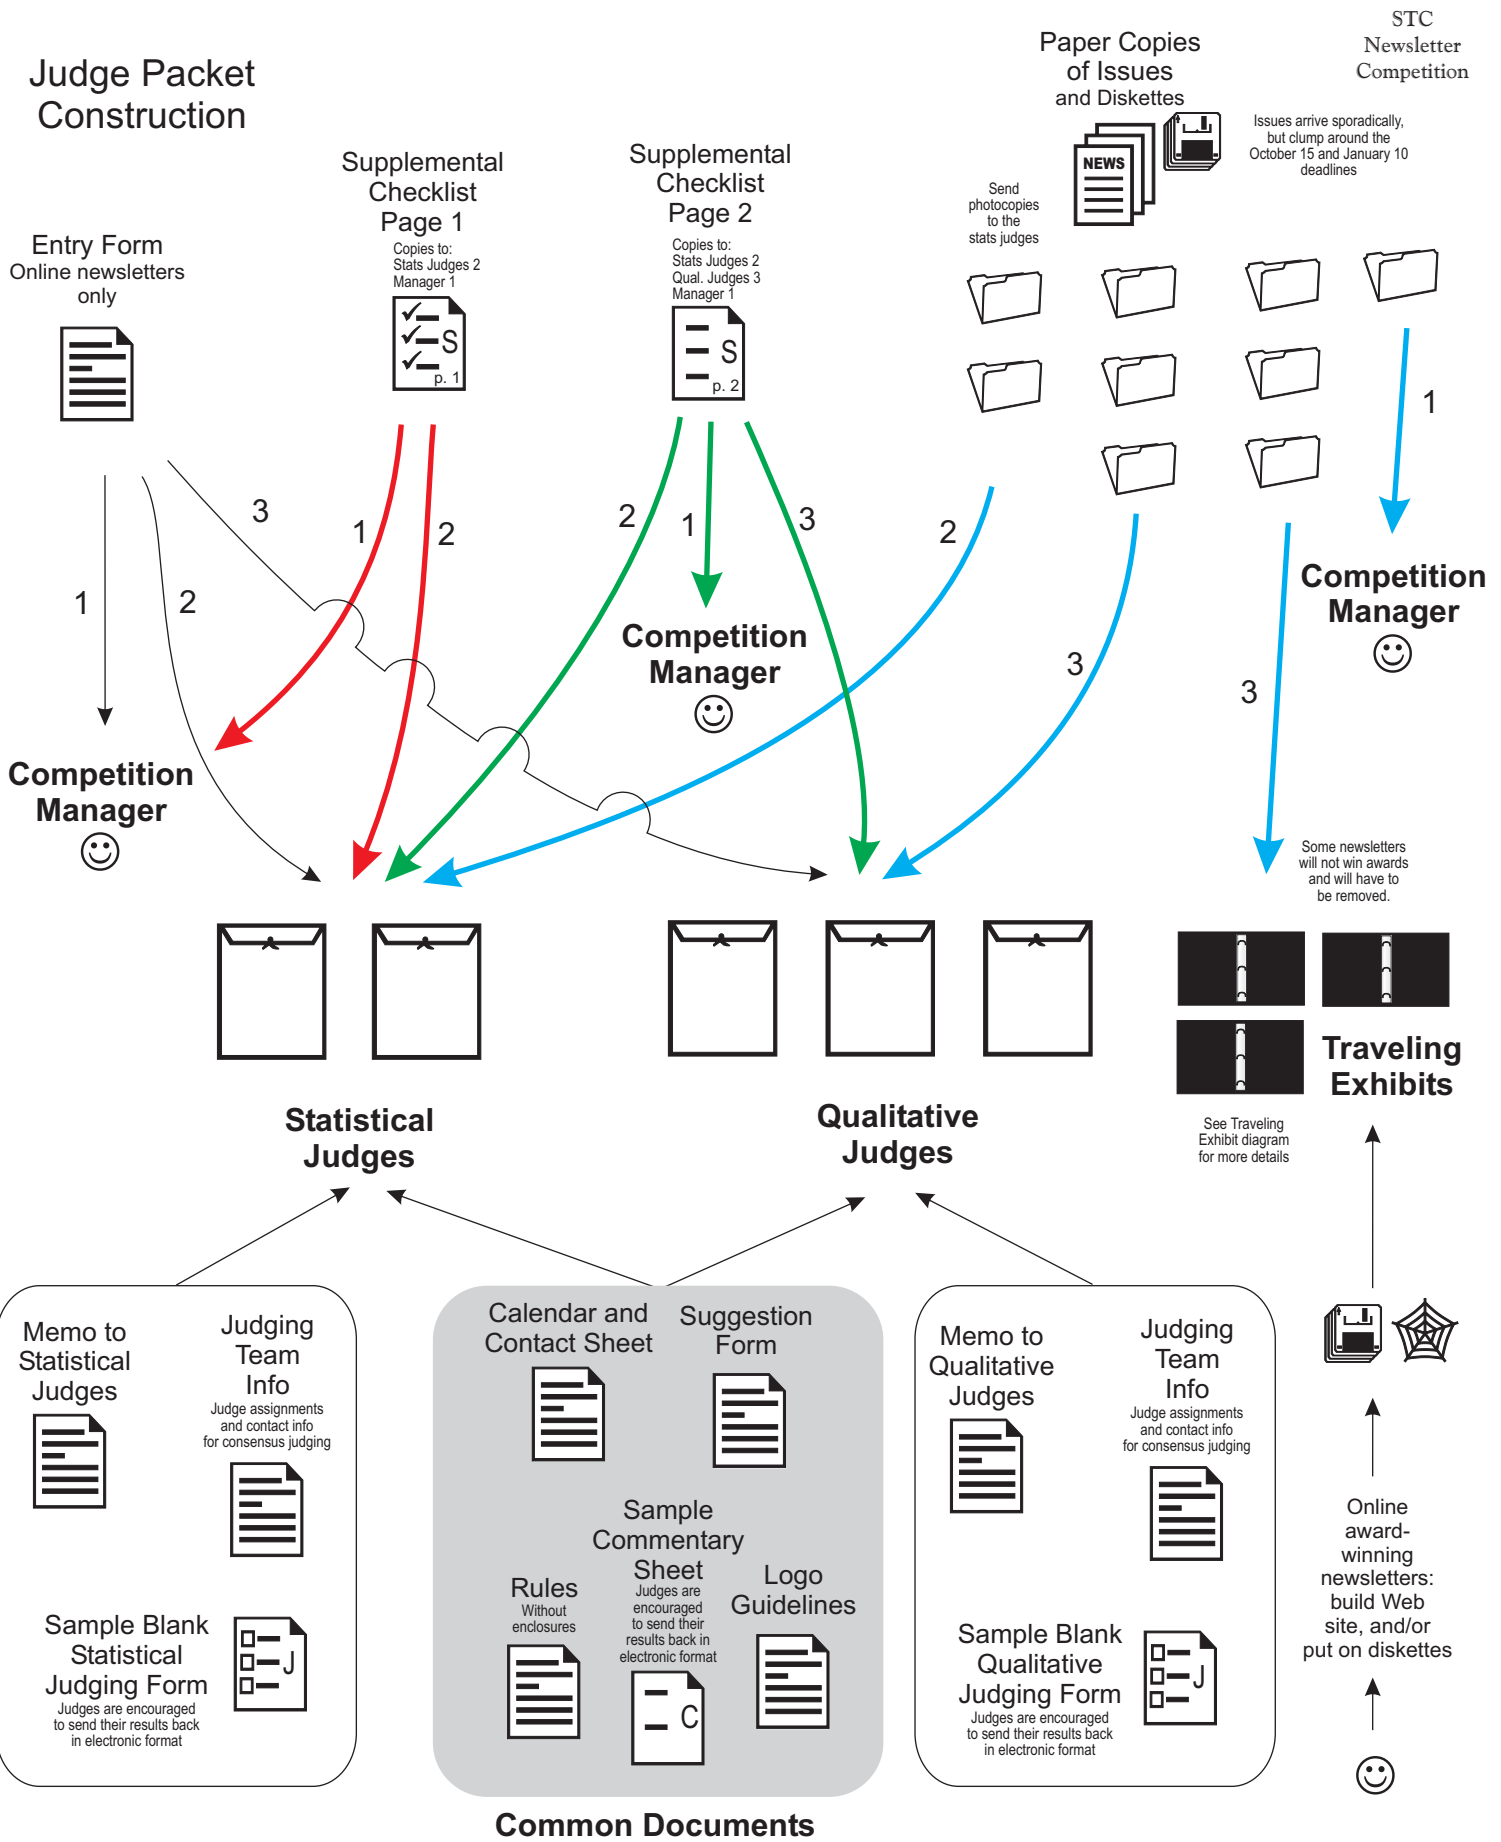 Judge Packet
Construction
STC
Newsletter
Competition
Paper Copies
of Issues
and Diskettes
NEWS
Issues arrive sporadically,
but clump around the
October 15 and January 10
deadlines
Send
photocopies
to the
stats judges
Entry Form
Online newsletters
only
Supplemental
Checklist
Page 1
Copies to:
Stats Judges 2
Manager 1
S
p. 1
Supplemental
Checklist
Page 2
Copies to:
Stats Judges 2
Qual. Judges 3
Manager 1
S
p. 2
1
2
3
1
2
2
1
3
2
3
3
1
Competition
Manager
Competition
Manager
Competition
Manager
Some newsletters
will not win awards
and will have to
be removed.
Statistical
Judges
Qualitative
Judges
Traveling
Exhibits
See Traveling
Exhibit diagram
for more details
Memo to
Statistical
Judges
Judging
Team
Info
Judge assignments
and contact info
for consensus judging
Sample Blank
Statistical
Judging Form
Judges are encouraged
to send their results back
in electronic format
J
Calendar and
Contact Sheet
Suggestion
Form
Rules
Without
enclosures
Sample
Commentary
Sheet
Judges are
encouraged
to send their
results back in
electronic format
C
Logo
Guidelines
Common Documents
Memo to
Qualitative
Judges
Judging
Team
Info
Judge assignments
and contact info
for consensus judging
Sample Blank
Qualitative
Judging Form
Judges are encouraged
to send their results back
in electronic format
J
Online
award-
winning
newsletters:
build Web
site, and/or
put on diskettes